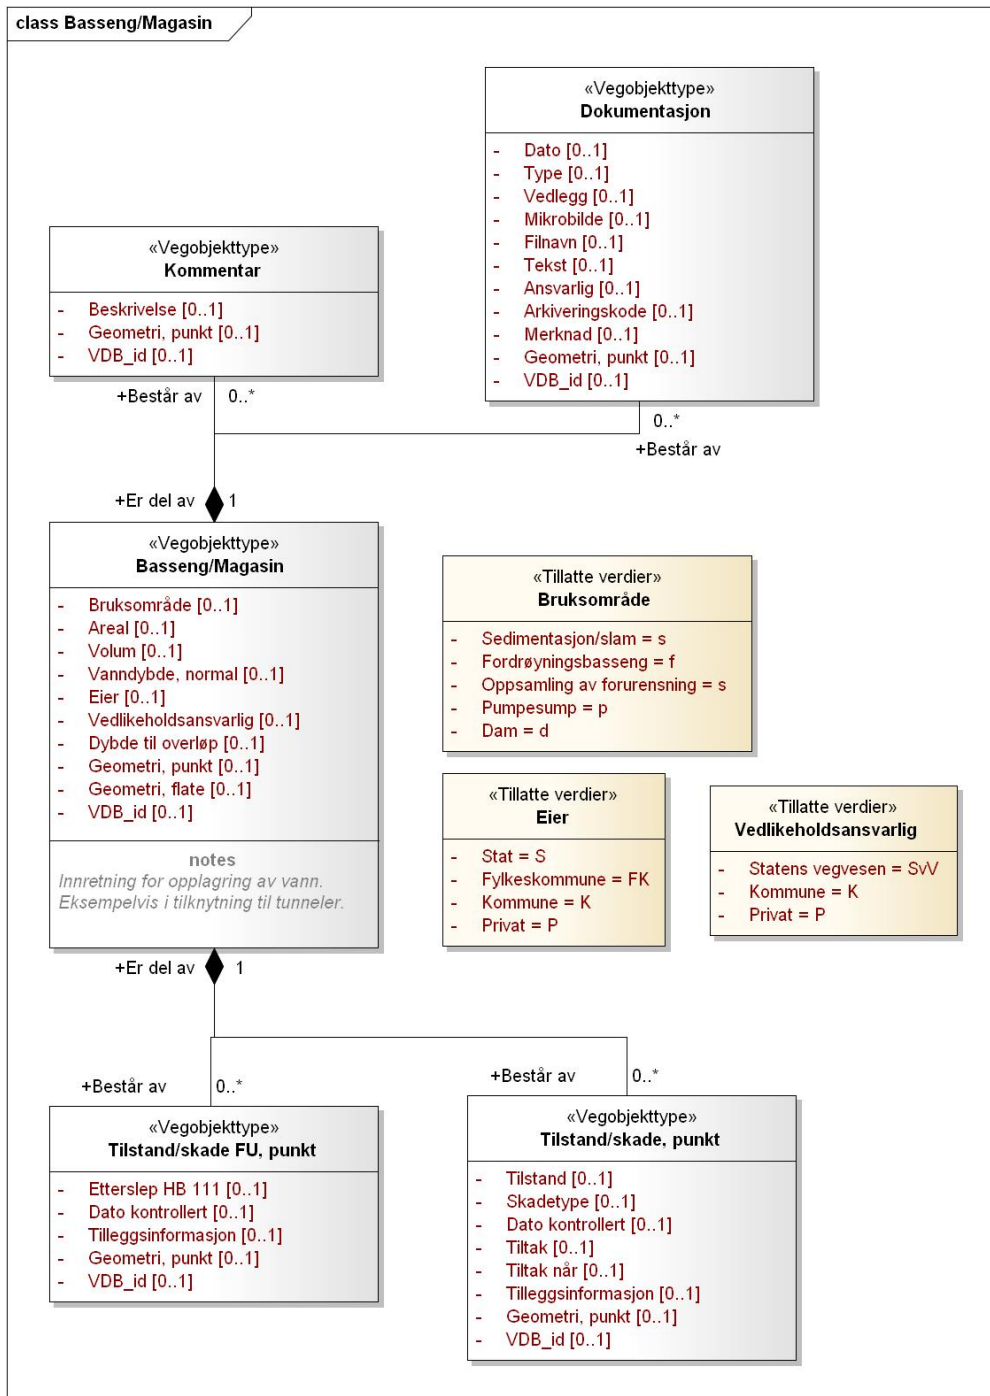 class Basseng/Magasin
«Vegobjekttype»
Dokumentasjon
- Dato [0..1]
- Type [0..1]
- Vedlegg [0..1]
- Mikrobilde [0..1]
- Filnavn [0..1]
- Tekst [0..1]
- Ansvarlig [0..1]
- Arkiveringskode [0..1]
- Merknad [0..1]
- Geometri, punkt [0..1]
- VDB_id [0..1]
«Vegobjekttype»
Kommentar
- Beskrivelse [0..1]
- Geometri, punkt [0..1]
- VDB_id [0..1]
+Består av 0..*
0..*
+Består av
+Er del av 1
«Vegobjekttype»
Basseng/Magasin
- Bruksområde [0..1]
- Areal [0..1]
- Volum [0..1]
- Vanndybde, normal [0..1]
- Eier [0..1]
- Vedlikeholdsansvarlig [0..1]
- Dybde til overløp [0..1]
- Geometri, punkt [0..1]
- Geometri, flate [0..1]
- VDB_id [0..1]
notes
Innretning for opplagring av vann.
Eksempelvis i tilknytning til tunneler.
«Tillatte verdier»
Bruksområde
- Sedimentasjon/slam = s
- Fordrøyningsbasseng = f
- Oppsamling av forurensning = s
- Pumpesump = p
- Dam = d
«Tillatte verdier»
Eier
- Stat = S
- Fylkeskommune = FK
- Kommune = K
- Privat = P
«Tillatte verdier»
Vedlikeholdsansvarlig
- Statens vegvesen = SvV
- Kommune = K
- Privat = P
+Er del av 1
+Består av 0..*
+Består av 0..*
«Vegobjekttype»
Tilstand/skade FU, punkt
- Etterslep HB 111 [0..1]
- Dato kontrollert [0..1]
- Tilleggsinformasjon [0..1]
- Geometri, punkt [0..1]
- VDB_id [0..1]
«Vegobjekttype»
Tilstand/skade, punkt
- Tilstand [0..1]
- Skadetype [0..1]
- Dato kontrollert [0..1]
- Tiltak [0..1]
- Tiltak når [0..1]
- Tilleggsinformasjon [0..1]
- Geometri, punkt [0..1]
- VDB_id [0..1]